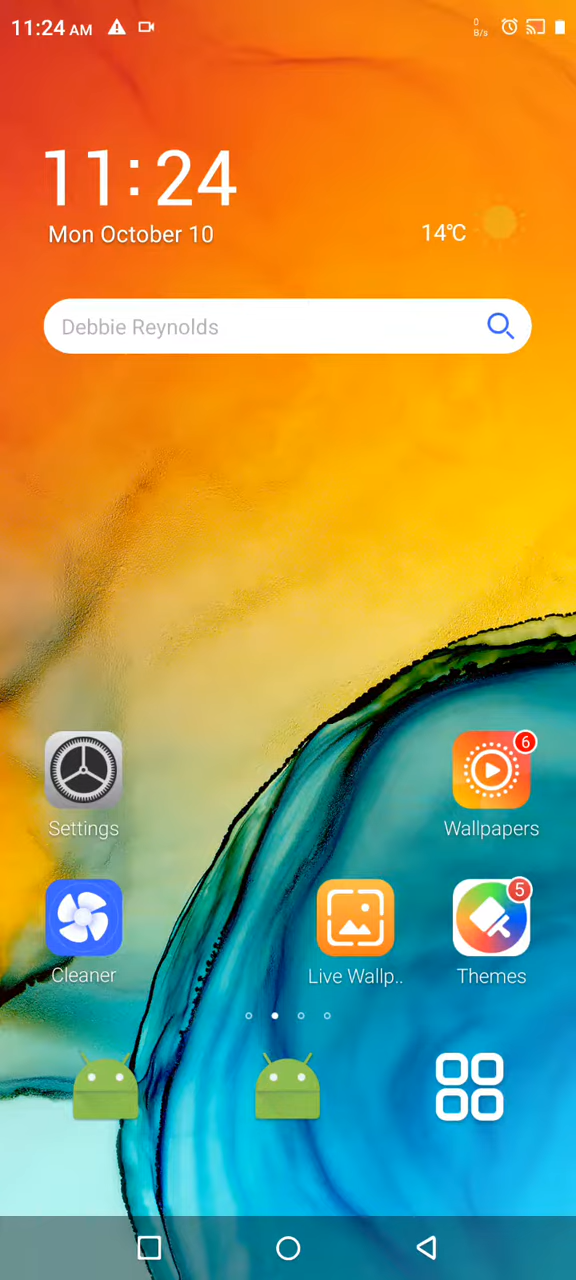 11:24 AM
0
B/s
11:24
Mon October 10
14°C
Debbie Reynolds
6
Settings
Wallpapers
5
Cleaner
Live Wallp..
Themes